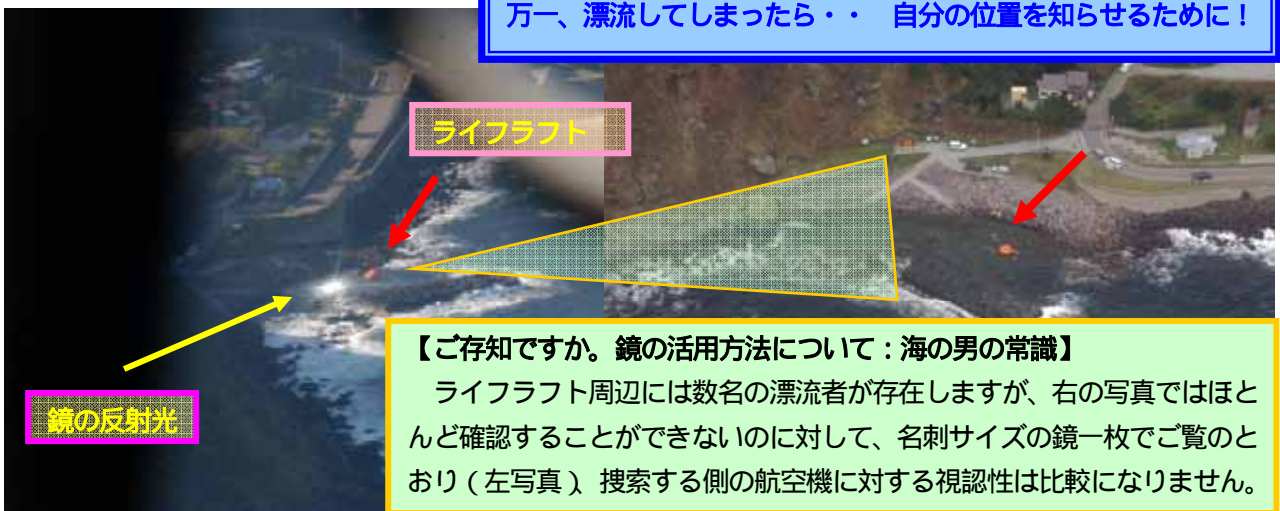 万一、漂流してしまったら・・　自分の位置を知らせるために！
ライフラフト
鏡の反射光
【ご存知ですか。鏡の活用方法について：海の男の常識】
　ライフラフト周辺には数名の漂流者が存在しますが、右の写真ではほと
んど確認することができないのに対して、名刺サイズの鏡一枚でご覧のと
おり（左写真）、捜索する側の航空機に対する視認性は比較になりません。